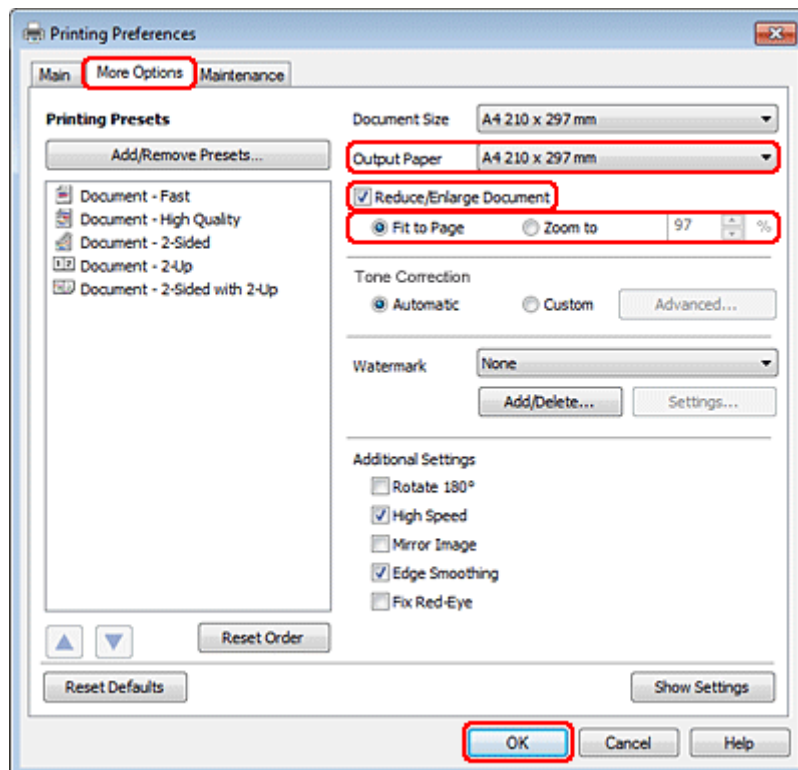 Printing Preferences
Main More Options Maintenance
Printing Presets
Add/Remove Presets...
Document - Fast
Document - High Quality
Document - 2-Sided
Document - 2-Up
Document - 2-Sided with 2-Up
Reset Order
Document Size A4 210 x 297 mm
Output Paper A4 210 x 297 mm
Reduce/Enlarge Document
Fit to Page Zoom to 97 %
Tone Correction
Automatic Custom Advanced...
Watermark None
Add/Delete... Settings...
Additional Settings
Rotate 180°
High Speed
Mirror Image
Edge Smoothing
Fix Red-Eye
Reset Defaults Show Settings
OK Cancel Help